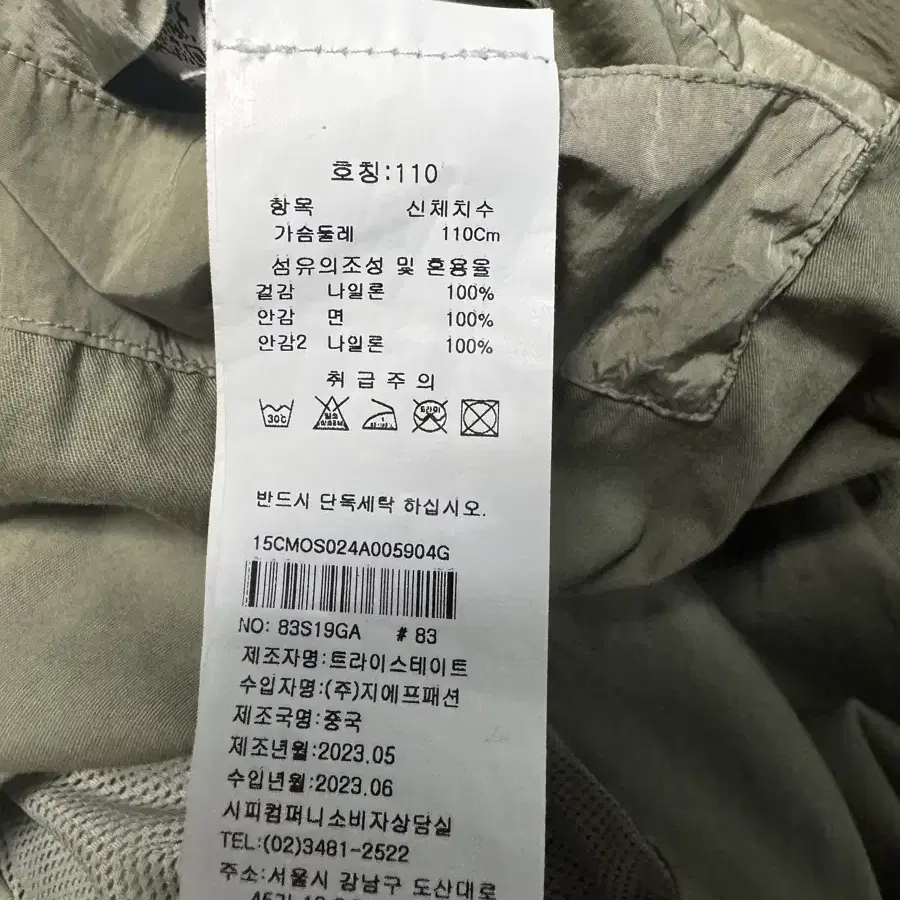 호칭:110
항목 신체치수
가슴둘레 110Cm
섬유의조성 및 혼용율
겉감 나일론 100%
안감 면 100%
안감2 나일론 100%
취급주의
30℃ 드라이
반드시 단독세탁 하십시오.
15CMOS024A005904G
NO: 83S19GA # 83
제조자명:트라이스테이트
수입자명:(주)지에프패션
제조국명:중국
제조년월:2023.05
수입년월:2023.06
시피컴퍼니소비자상담실
TEL:(02)3481-2522
주소:서울시 강남구 도산대로